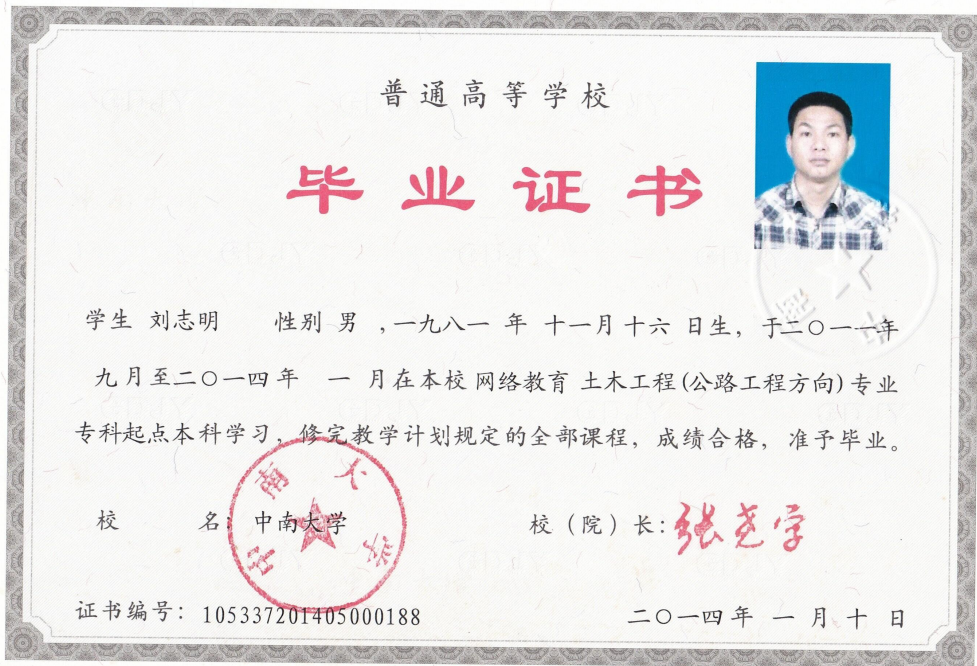 普通高等学校
毕业证书
学生 刘志明 性别 男 ,一九八一 年 十一月十六 日生，于二〇一一年
九月至二〇一四年 一 月在本校 网络教育 土木工程(公路工程方向)专业
专科起点本科学习，修完教学计划规定的全部课程，成绩合格，准予毕业。
校 名：中南大学 校（院）长：张尧学
中南大学
证书编号：105337201405000188 二〇一四年 一 月 十 日